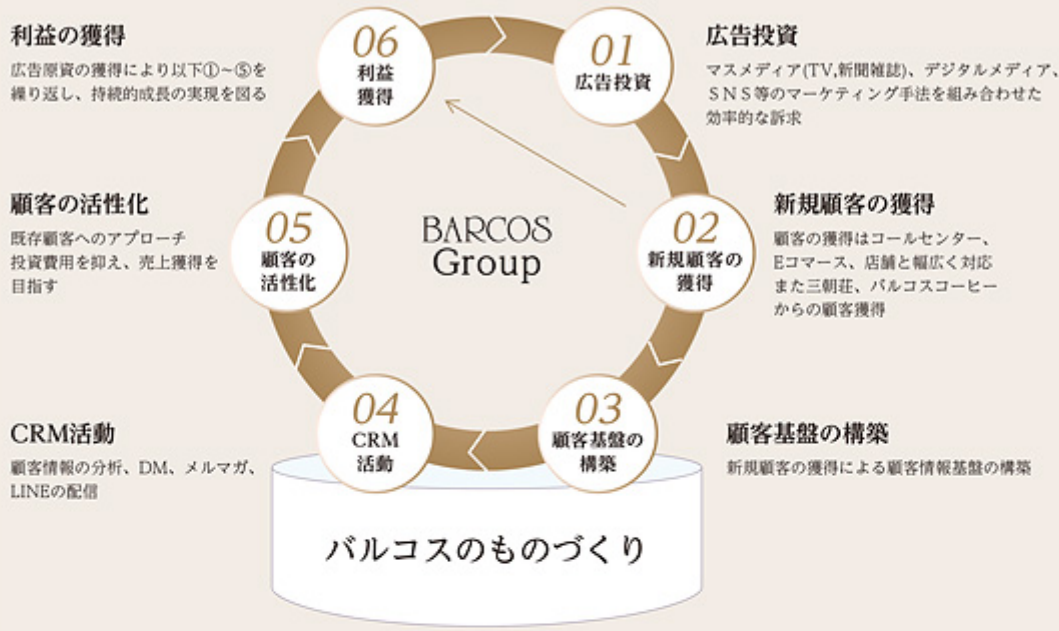 利益の獲得
広告原資の獲得により以下①～⑤を
繰り返し、持続的成長の実現を図る
06
利益
獲得
01
広告投資
広告投資
マスメディア(TV,新聞雑誌)、デジタルメディア、
ＳＮＳ等のマーケティング手法を組み合わせた
効率的な訴求
顧客の活性化
既存顧客へのアプローチ
投資費用を抑え、売上獲得を
目指す
05
顧客の
活性化
BARCOS
Group
02
新規顧客の
獲得
新規顧客の獲得
顧客の獲得はコールセンター、
Eコマース、店舗と幅広く対応
また三朝荘、バルコスコーヒー
からの顧客獲得
CRM活動
顧客情報の分析、DM、メルマガ、
LINEの配信
04
CRM
活動
03
顧客基盤の
構築
顧客基盤の構築
新規顧客の獲得による顧客情報基盤の構築
バルコスのものづくり